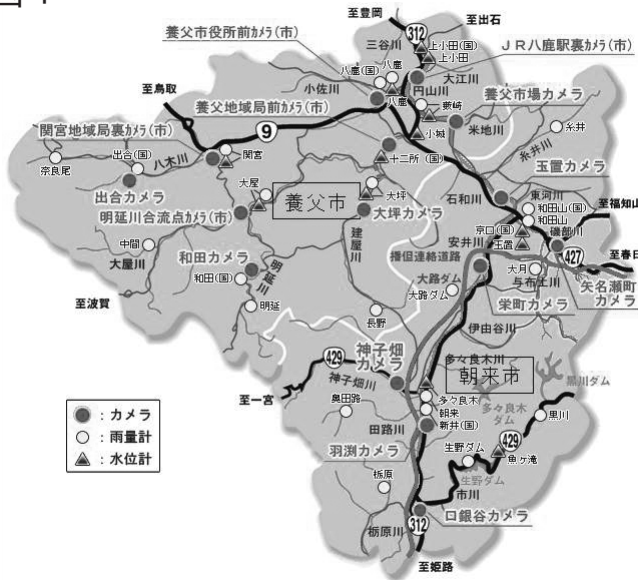 至豊岡
至出石
312
三谷川
上小田(国)
上小田
養父市役所前カメラ(市)
JR八鹿駅裏カメラ(市)
八鹿
八鹿(国)
大江川
円山川
小佐川
至鳥取
八鹿
養父地域局前カメラ(市)
薮崎
養父市場カメラ
関宮地域局裏カメラ(市)
9
小城
米地川
糸井
出合(国)
八木川
関宮
十二所(国)
糸井川
奈良尾
玉置カメラ
出合カメラ
大屋
養父市
大坪
石和川
東河川
明延川合流点カメラ(市)
大坪カメラ
和田山(国)
和田山
至福知山
京口(国)
磯部川
中間
建屋川
安井川
玉置
427
至春日
大屋川
和田カメラ
播但連絡道路
大路ダム
大月
矢名瀬町
カメラ
和田(国)
明延川
大路ダム
与布土川
栄町カメラ
至波賀
明延
長野
伊由谷川
429
神子畑
カメラ
多々良木川
朝来市
神子畑川
黒川ダム
至一宮
多々良木
奥田路
朝来
多々良木
ダム
黒川
:カメラ
田路川
新井(国)
:雨量計
羽渕カメラ
生野ダム
429
魚ヶ滝
:水位計
生野ダム
栃原
市川
口銀谷カメラ
栃原川
312
至姫路